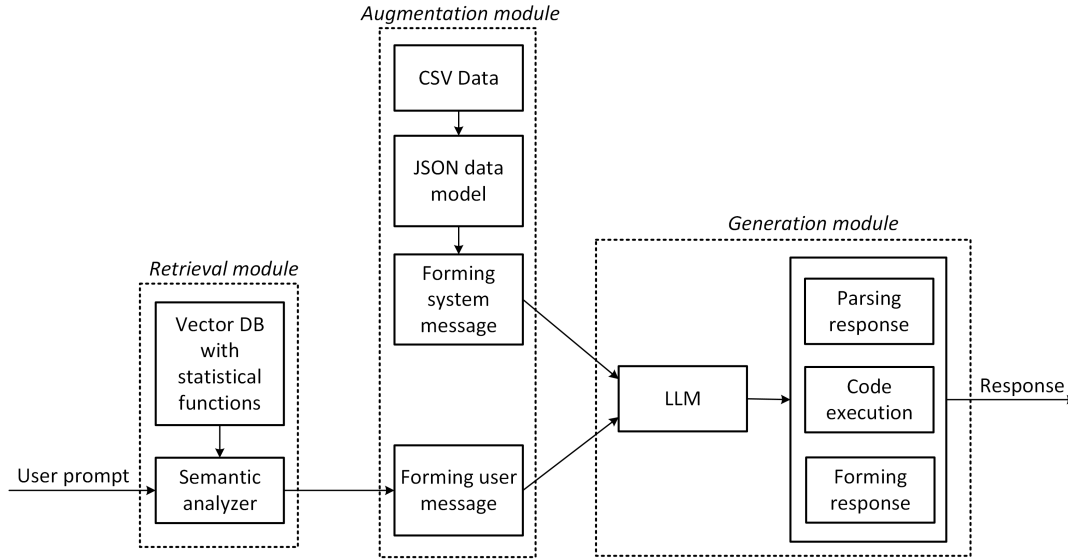 Augmentation module
CSV Data
JSON data
model
Forming
system
message
Forming user
message
Retrieval module
Vector DB
with
statistical
functions
User prompt
Semantic
analyzer
Generation module
LLM
Parsing
response
Code
execution
Forming
response
Response